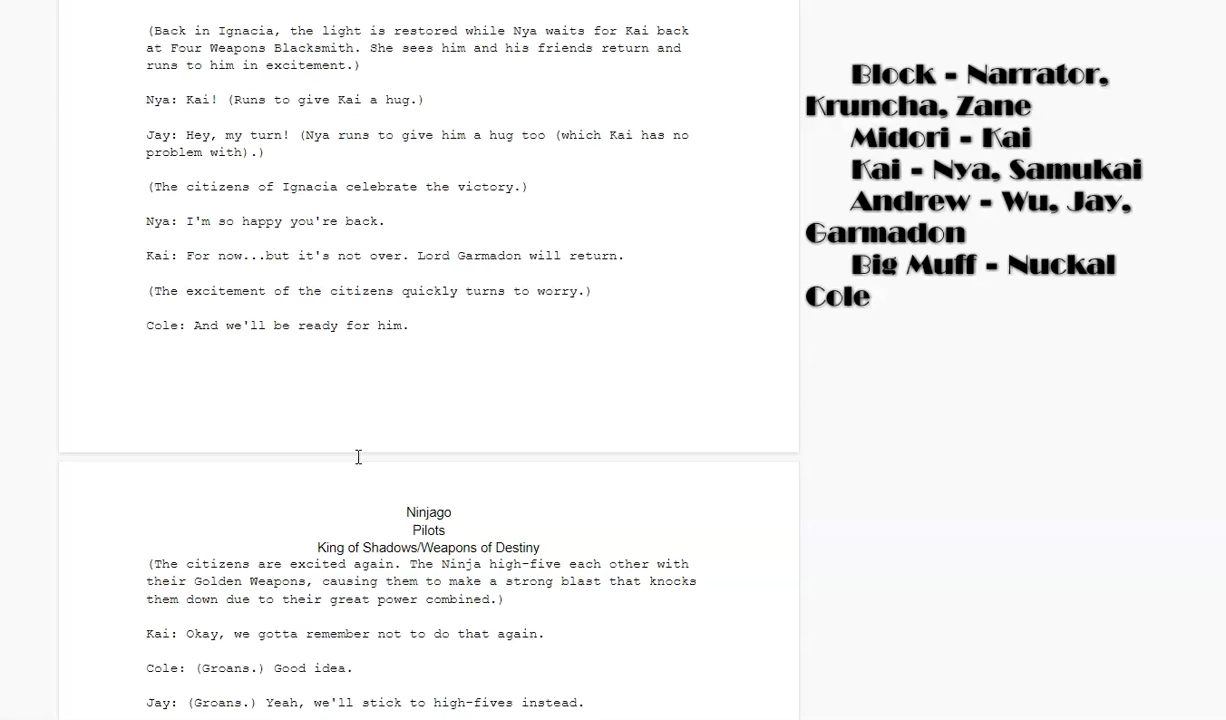 (Back in Ignacia, the light is restored while Nya waits for Kai back
at Four Weapons Blacksmith. She sees him and his friends return and
runs to him in excitement.)
Nya: Kai! (Runs to give Kai a hug.)
Jay: Hey, my turn! (Nya runs to give him a hug too (which Kai has no
problem with).)
(The citizens of Ignacia celebrate the victory.)
Nya: I'm so happy you're back.
Kai: For now...but it's not over. Lord Garmadon will return.
(The excitement of the citizens quickly turns to worry.)
Cole: And we'll be ready for him.
Ninjago
Pilots
King of Shadows/Weapons of Destiny
(The citizens are excited again. The Ninja high-five each other with
their Golden Weapons, causing them to make a strong blast that knocks
them down due to their great power combined.)
Kai: Okay, we gotta remember not to do that again.
Cole: (Groans.) Good idea.
Jay: (Groans.) Yeah, we'll stick to high-fives instead.
Block - Narrator,
Kruncha, Zane
Midori - Kai
Kai - Nya, Samukai
Andrew - Wu, Jay,
Garmadon
Big Muff - Nuckal
Cole